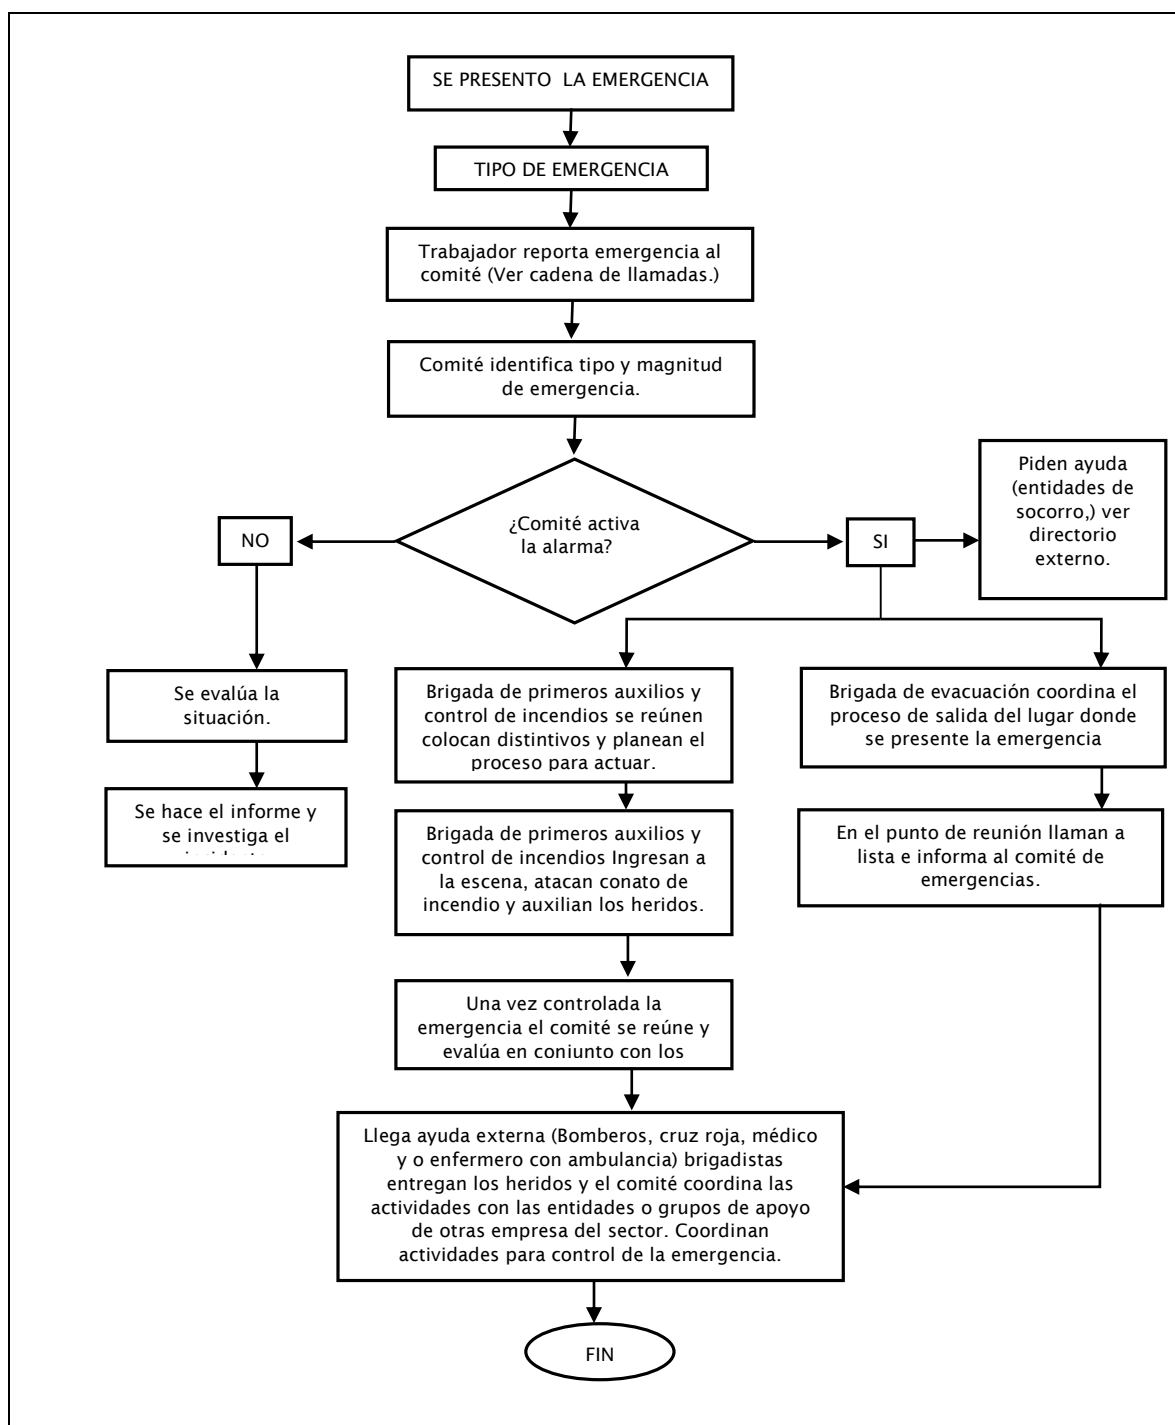 SE PRESENTO LA EMERGENCIA
TIPO DE EMERGENCIA
Trabajador reporta emergencia al
comité (Ver cadena de llamadas.)
Comité identifica tipo y magnitud
de emergencia.
¿Comité activa
la alarma?
NO
SI
Piden ayuda
(entidades de
socorro,) ver
directorio
externo.
Se evalúa la
situación.
Se hace el informe y
se investiga el
Brigada de primeros auxilios y
control de incendios se reúnen
colocan distintivos y planean el
proceso para actuar.
Brigada de evacuación coordina el
proceso de salida del lugar donde
se presente la emergencia
Brigada de primeros auxilios y
control de incendios Ingresan a
la escena, atacan conato de
incendio y auxilian los heridos.
En el punto de reunión llaman a
lista e informa al comité de
emergencias.
Una vez controlada la
emergencia el comité se reúne y
evalúa en conjunto con los
Llega ayuda externa (Bomberos, cruz roja, médico
y o enfermero con ambulancia) brigadistas
entregan los heridos y el comité coordina las
actividades con las entidades o grupos de apoyo
de otras empresa del sector. Coordinan
actividades para control de la emergencia.
FIN